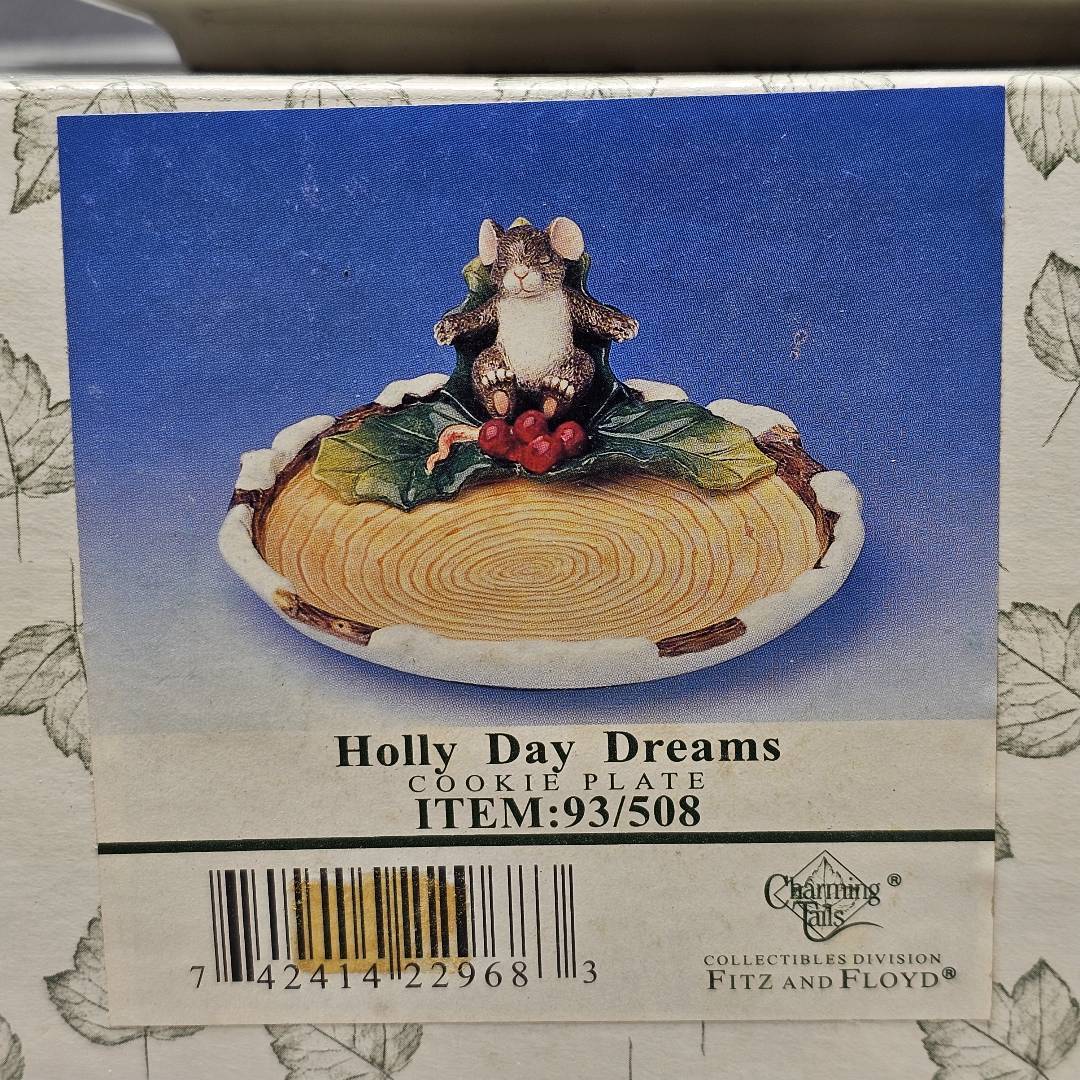 Holly Day Dreams
COOKIE PLATE
ITEM:93/508
7 42414 22968 3
Charming ®
Tails
COLLECTIBLES DIVISION
FITZ AND FLOYD®